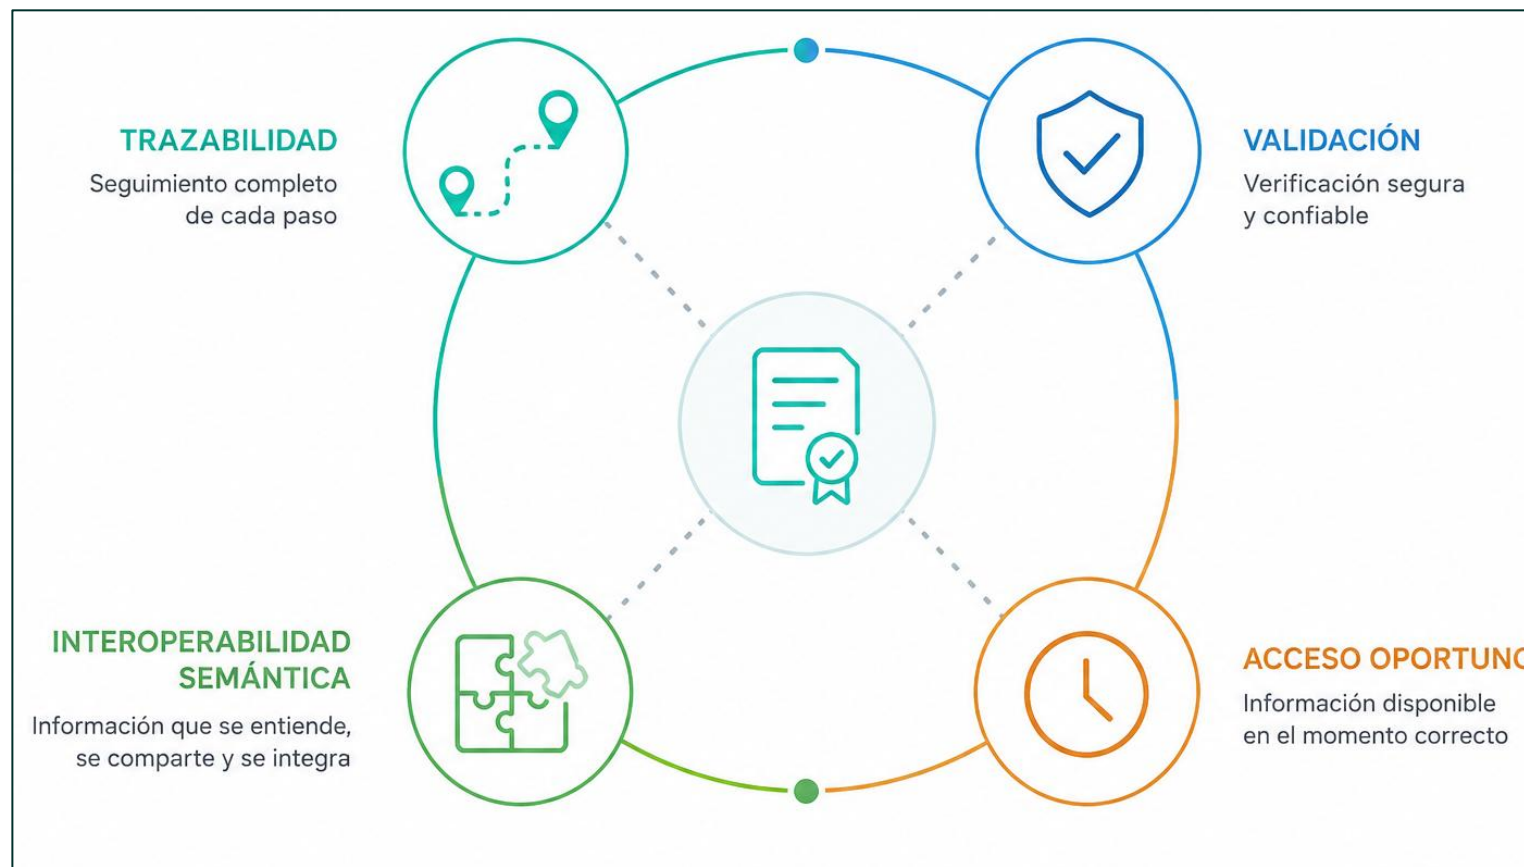 TRAZABILIDAD
Seguimiento completo
de cada paso
VALIDACIÓN
Verificación segura
y confiable
INTEROPERABILIDAD
SEMÁNTICA
Información que se entiende,
se comparte y se integra
ACCESO OPORTUNO
Información disponible
en el momento correcto